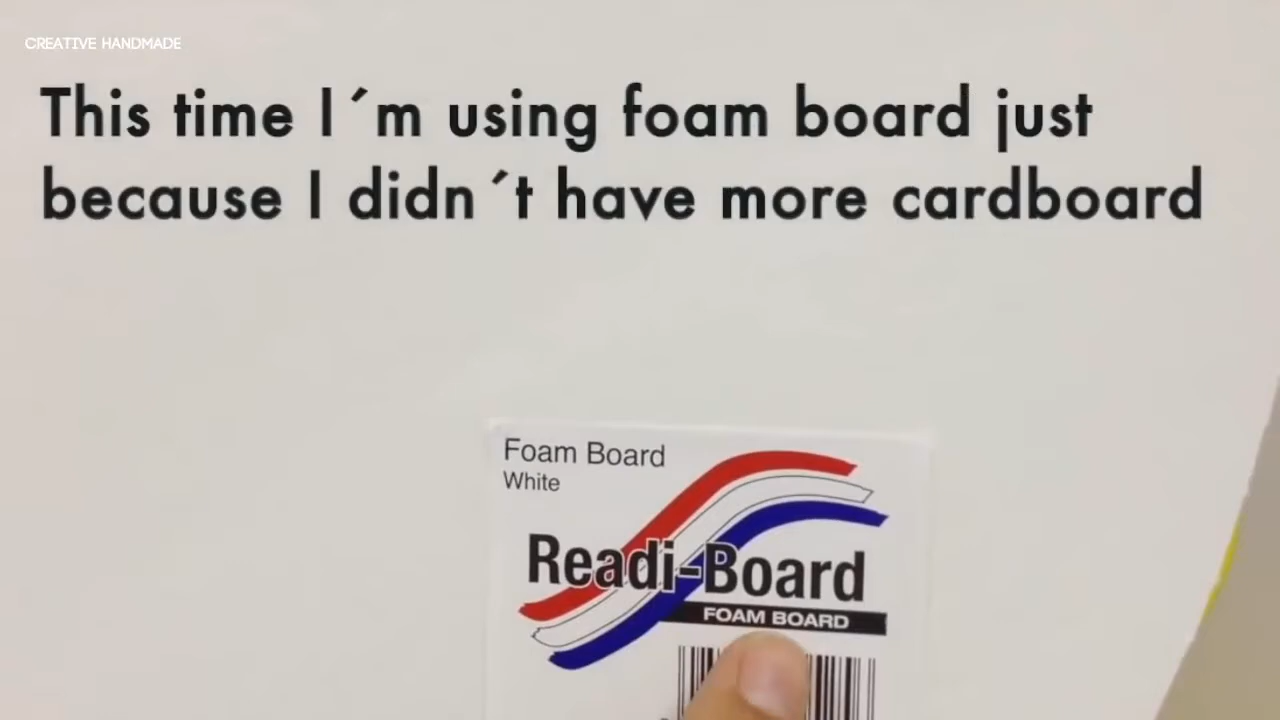 CREATIVE HANDMADE
This time I´m using foam board just
because I didn´t have more cardboard
Foam Board
White
Readi-Board
FOAM BOARD